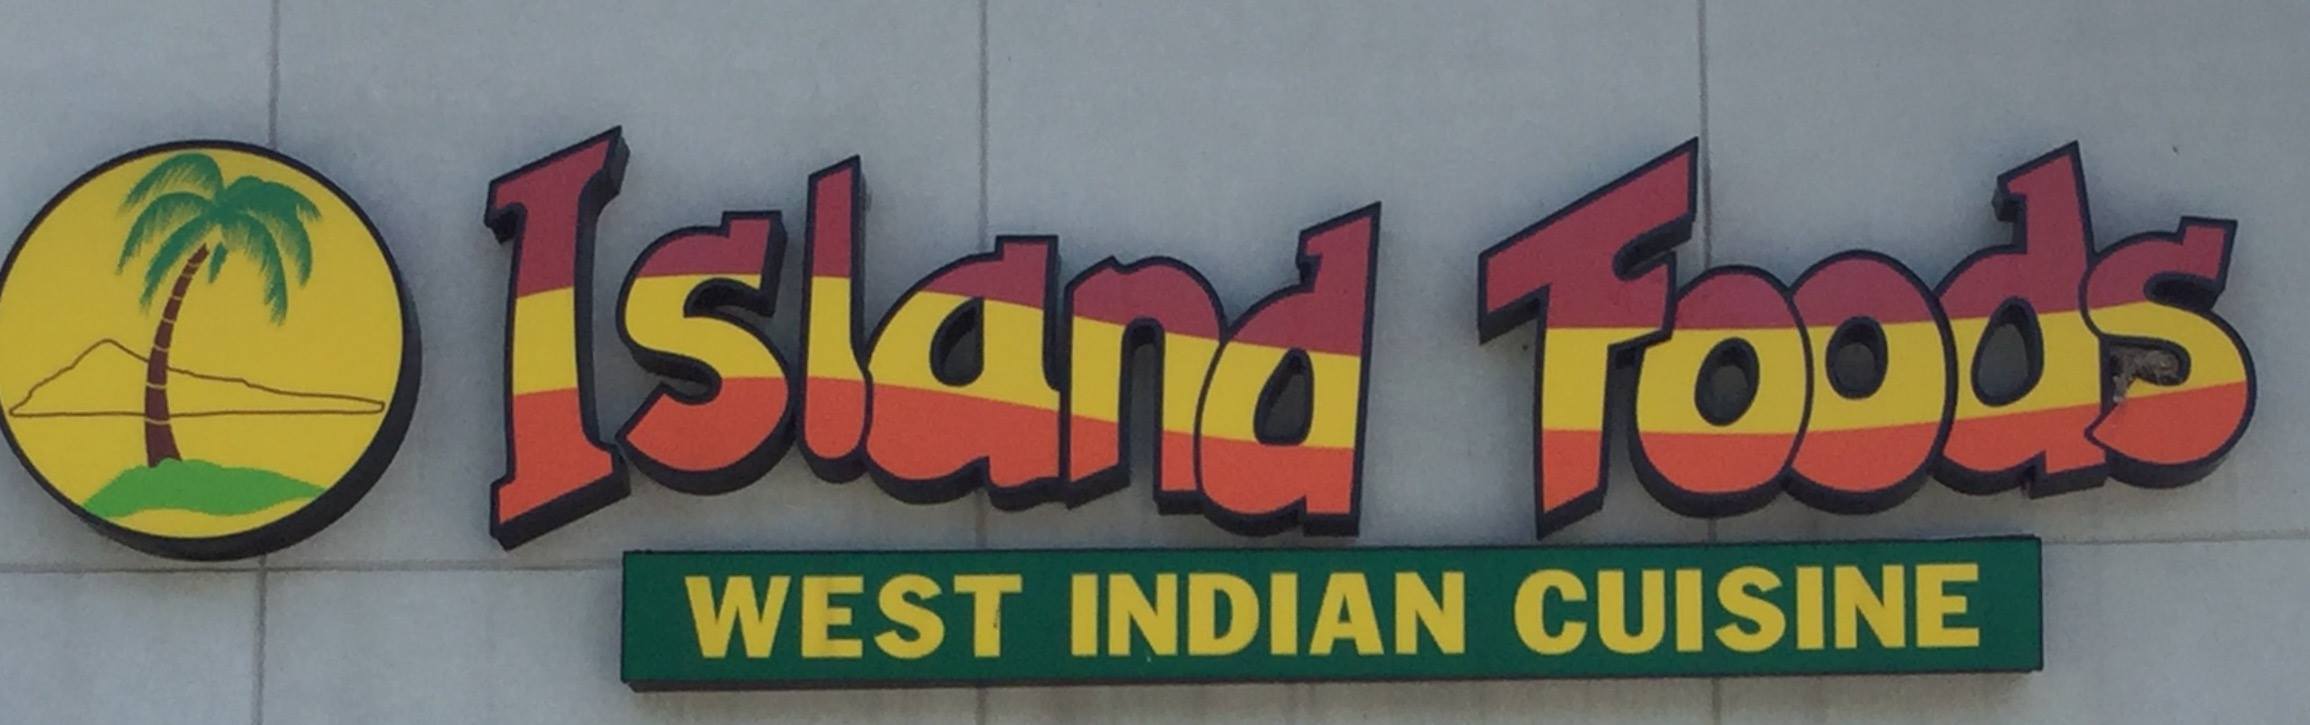 Island Foods
WEST INDIAN CUISINE